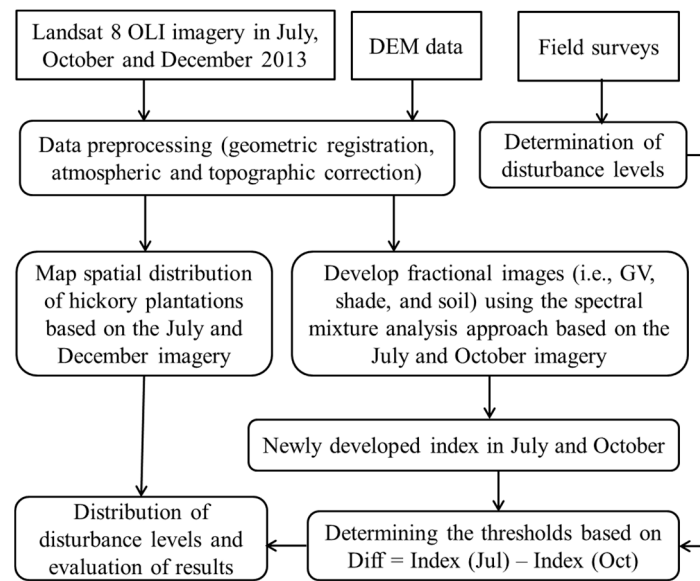 Landsat 8 OLI imagery in July,
October and December 2013
DEM data
Field surveys
Data preprocessing (geometric registration,
atmospheric and topographic correction)
Determination of
disturbance levels
Map spatial distribution
of hickory plantations
based on the July and
December imagery
Develop fractional images (i.e., GV,
shade, and soil) using the spectral
mixture analysis approach based on the
July and October imagery
Newly developed index in July and October
Distribution of
disturbance levels and
evaluation of results
Determining the thresholds based on
Diff = Index (Jul) – Index (Oct)